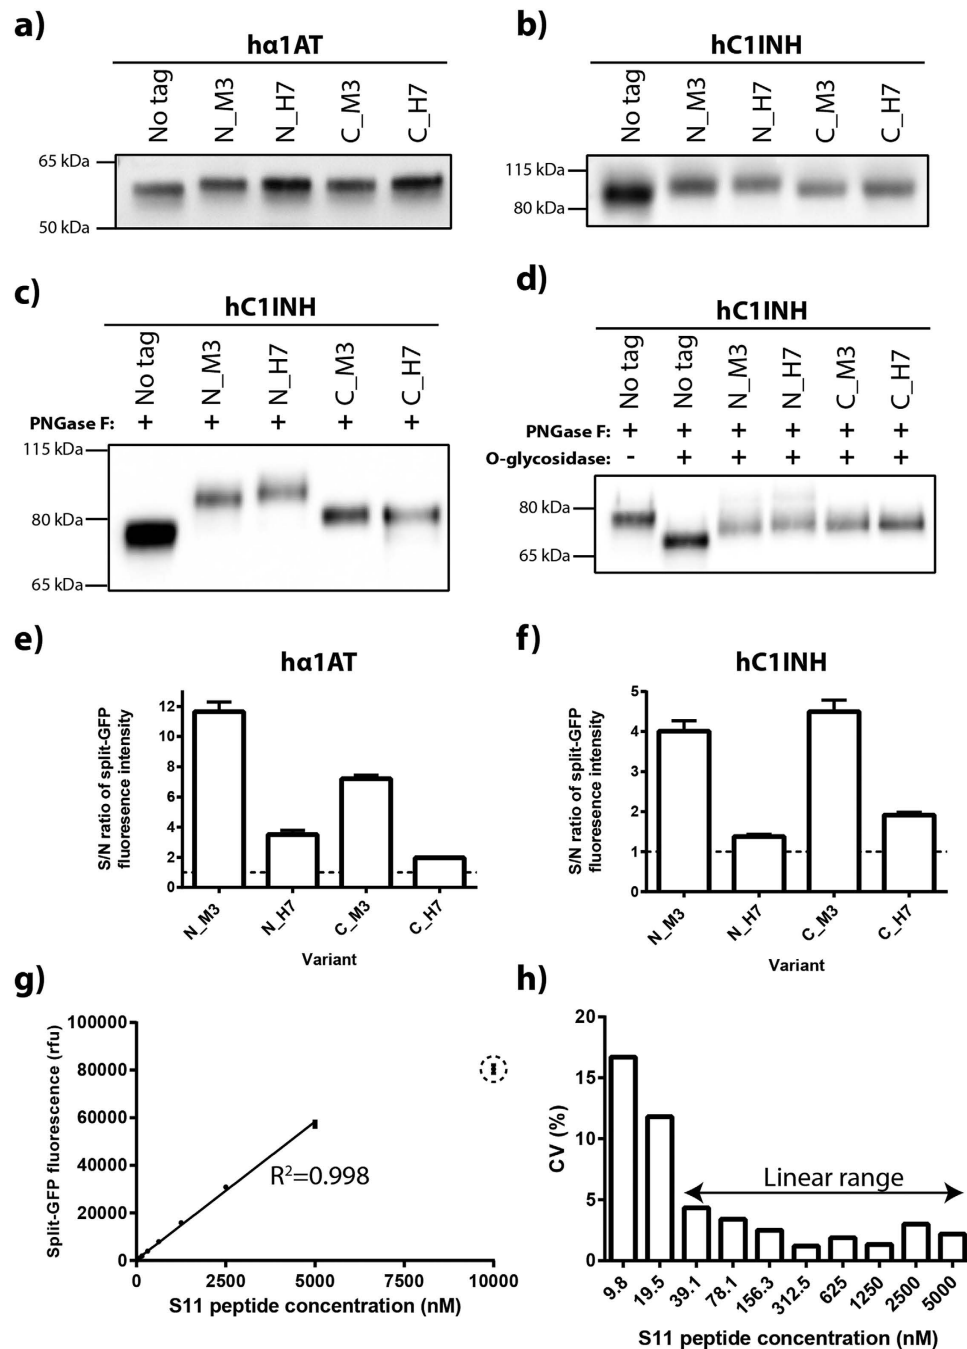 a)
hα1AT
No tag
N_M3
N_H7
C_M3
C_H7
65 kDa
50 kDa
b)
hC1INH
No tag
N_M3
N_H7
C_M3
C_H7
115 kDa
80 kDa
c)
hC1INH
No tag
N_M3
N_H7
C_M3
C_H7
PNGase F: + + + + +
115 kDa
80 kDa
65 kDa
d)
hC1INH
No tag
No tag
N_M3
N_H7
C_M3
C_H7
PNGase F: + + + + + +
O-glycosidase: - + + + + +
80 kDa
65 kDa
e)
hα1AT
S/N ratio of split-GFP
fluoresence intensity
12
10
8
6
4
2
0
N_M3
N_H7
C_M3
C_H7
Variant
f)
hC1INH
S/N ratio of split-GFP
fluoresence intensity
5
4
3
2
1
0
N_M3
N_H7
C_M3
C_H7
Variant
g)
Split-GFP fluorescence (rfu)
100000
80000
60000
40000
20000
0
R²=0.998
0 2500 5000 7500 10000
S11 peptide concentration (nM)
h)
CV (%)
20
15
10
5
0
Linear range
9.8
19.5
39.1
78.1
156.3
312.5
625
1250
2500
5000
S11 peptide concentration (nM)